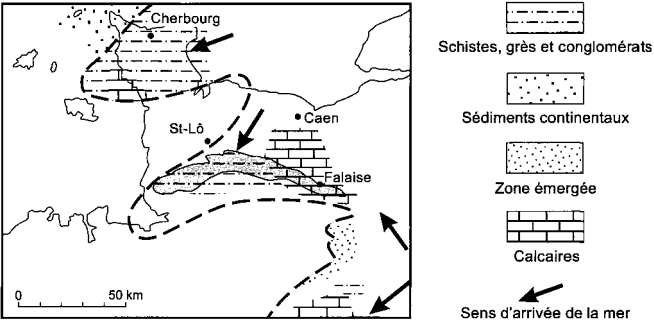 Cherbourg
St-Lô
Caen
Falaise
0 50 km
Schistes, grès et conglomérats
Sédiments continentaux
Zone émergée
Calcaires
Sens d'arrivée de la mer